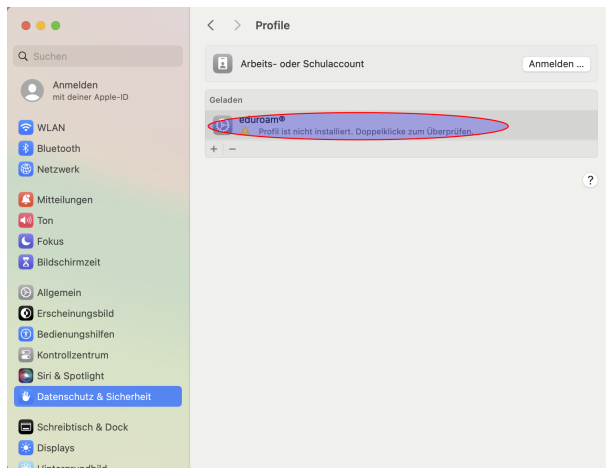 Profile
Suchen
Anmelden
mit deiner Apple-ID
WLAN
Bluetooth
Netzwerk
Mitteilungen
Ton
Fokus
Bildschirmzeit
Allgemein
Erscheinungsbild
Bedienungshilfen
Kontrollzentrum
Siri & Spotlight
Datenschutz & Sicherheit
Schreibtisch & Dock
Displays
Hintergrundbild
Arbeits- oder Schulaccount
Anmelden ...
Geladen
eduroam®
Profil ist nicht installiert. Doppelklicke zum Überprüfen.
+ −
?